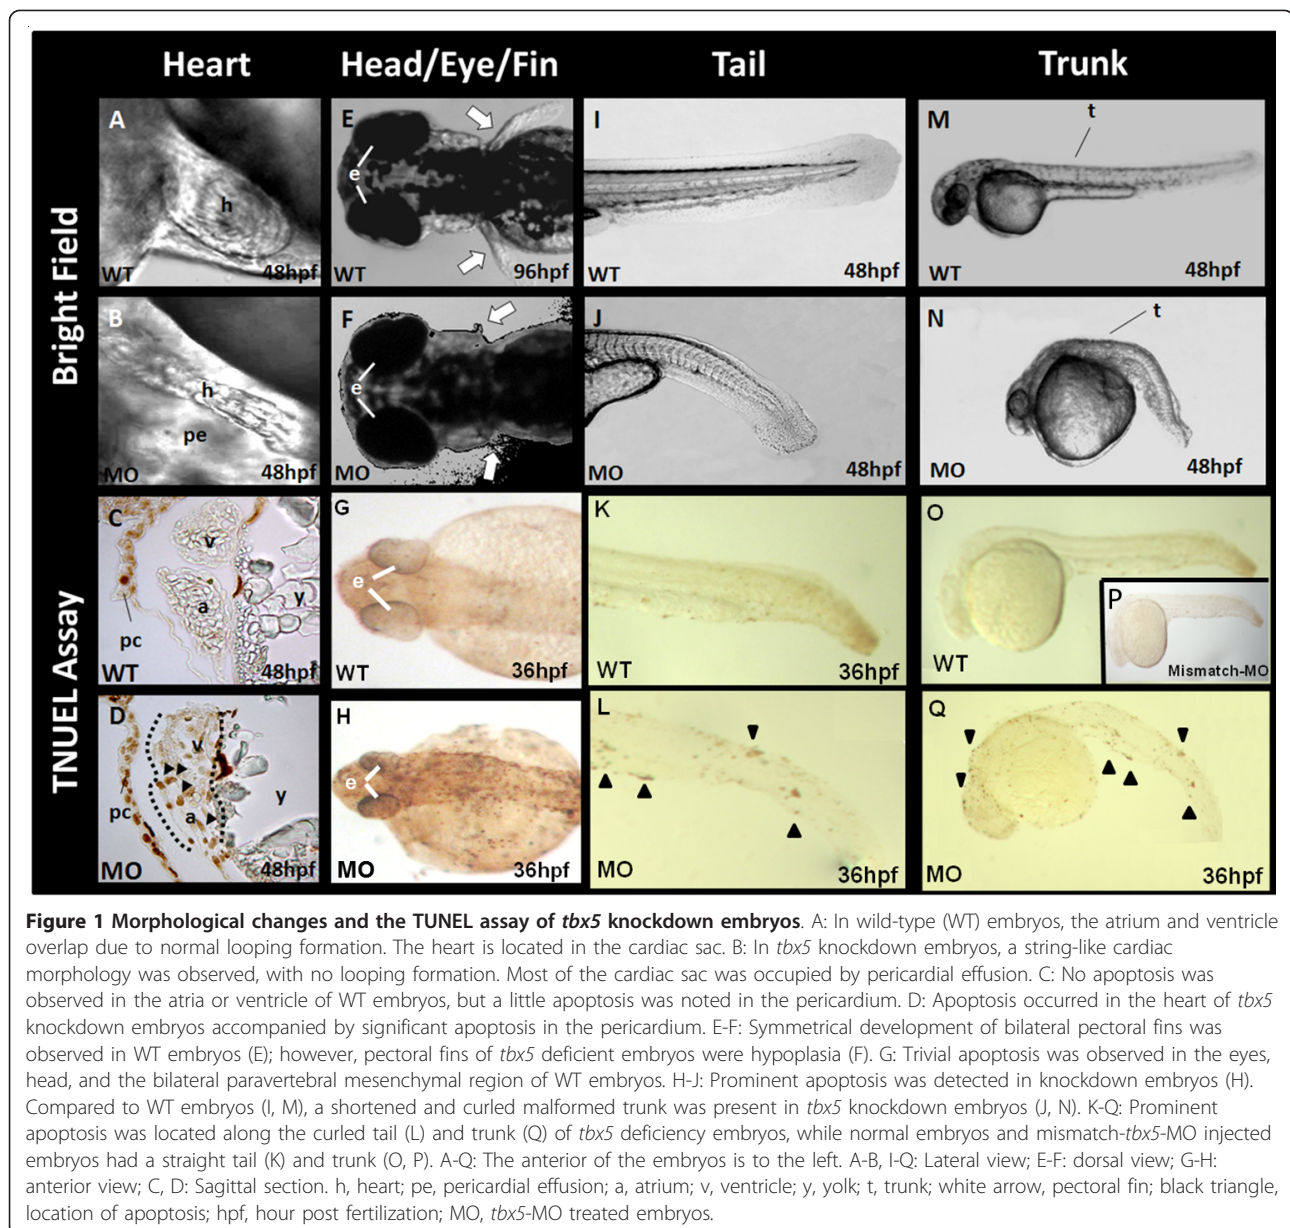 Heart Head/Eye/Fin Tail Trunk
Bright Field
TNUEL Assay
A h WT 48hpf
E e WT 96hpf
I WT 48hpf
M t WT 48hpf
B h pe MO 48hpf
F e MO
J MO 48hpf
N t MO 48hpf
C v a y pc WT 48hpf
G e WT 36hpf
K WT 36hpf
O WT
P Mismatch-MO
D v a y pc MO 48hpf
H e MO 36hpf
L MO 36hpf
Q MO 36hpf
Figure 1 Morphological changes and the TUNEL assay of tbx5 knockdown embryos. A: In wild-type (WT) embryos, the atrium and ventricle
overlap due to normal looping formation. The heart is located in the cardiac sac. B: In tbx5 knockdown embryos, a string-like cardiac
morphology was observed, with no looping formation. Most of the cardiac sac was occupied by pericardial effusion. C: No apoptosis was
observed in the atria or ventricle of WT embryos, but a little apoptosis was noted in the pericardium. D: Apoptosis occurred in the heart of tbx5
knockdown embryos accompanied by significant apoptosis in the pericardium. E-F: Symmetrical development of bilateral pectoral fins was
observed in WT embryos (E); however, pectoral fins of tbx5 deficient embryos were hypoplasia (F). G: Trivial apoptosis was observed in the eyes,
head, and the bilateral paravertebral mesenchymal region of WT embryos. H-J: Prominent apoptosis was detected in knockdown embryos (H).
Compared to WT embryos (I, M), a shortened and curled malformed trunk was present in tbx5 knockdown embryos (J, N). K-Q: Prominent
apoptosis was located along the curled tail (L) and trunk (Q) of tbx5 deficiency embryos, while normal embryos and mismatch-tbx5-MO injected
embryos had a straight tail (K) and trunk (O, P). A-Q: The anterior of the embryos is to the left. A-B, I-Q: Lateral view; E-F: dorsal view; G-H:
anterior view; C, D: Sagittal section. h, heart; pe, pericardial effusion; a, atrium; v, ventricle; y, yolk; t, trunk; white arrow, pectoral fin; black triangle,
location of apoptosis; hpf, hour post fertilization; MO, tbx5-MO treated embryos.